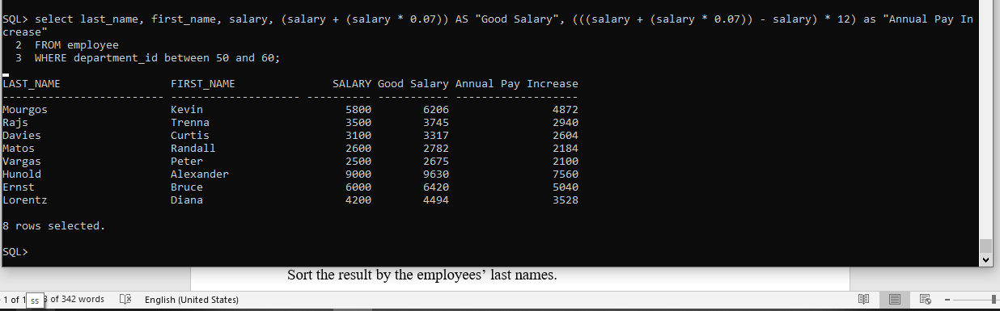 SQL> select last_name, first_name, salary, (salary + (salary * 0.07)) AS "Good Salary", (((salary + (salary * 0.07)) - salary) * 12) as "Annual Pay In
crease"
2 FROM employee
3 WHERE department_id between 50 and 60;
LAST_NAME FIRST_NAME SALARY Good Salary Annual Pay Increase
------------------------- -------------------- ---------- ----------- -------------------
Mourgos Kevin 5800 6206 4872
Rajs Trenna 3500 3745 2940
Davies Curtis 3100 3317 2604
Matos Randall 2600 2782 2184
Vargas Peter 2500 2675 2100
Hunold Alexander 9000 9630 7560
Ernst Bruce 6000 6420 5040
Lorentz Diana 4200 4494 3528
8 rows selected.
SQL>
Sort the result by the employees’ last names.
1 of 1 ss of 342 words English (United States)